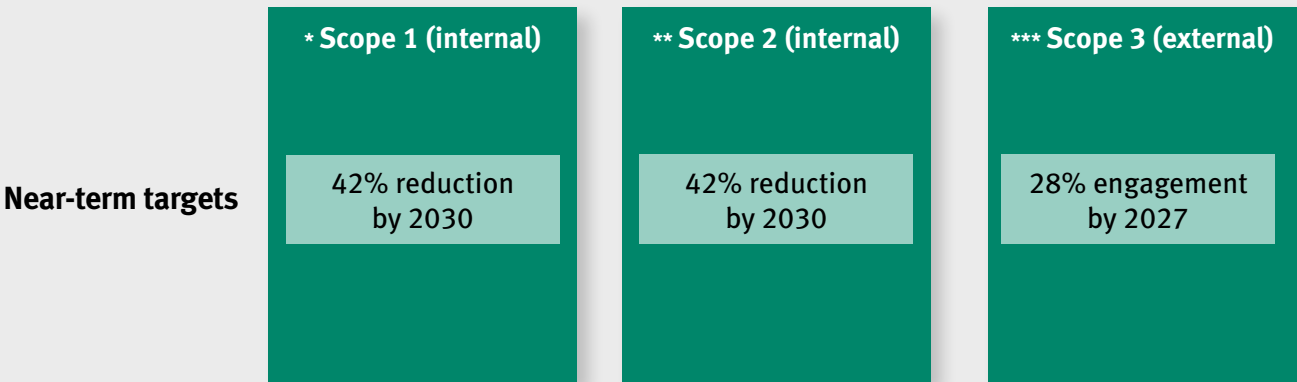 * Scope 1 (internal)
** Scope 2 (internal)
*** Scope 3 (external)
Near-term targets
42% reduction
by 2030
42% reduction
by 2030
28% engagement
by 2027